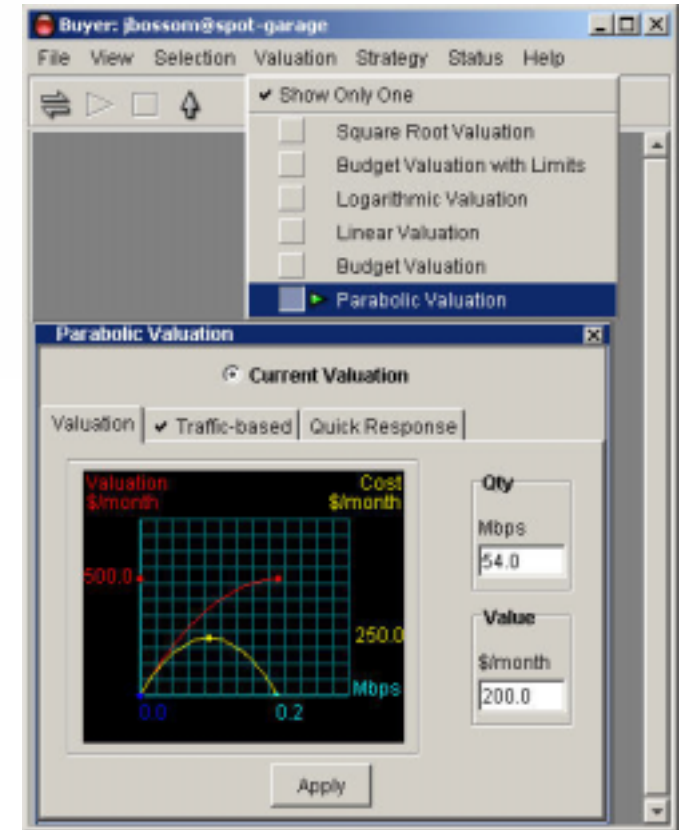 Buyer: jbossom@spot-garage
File View Selection Valuation Strategy Status Help
Show Only One
Square Root Valuation
Budget Valuation with Limits
Logarithmic Valuation
Linear Valuation
Budget Valuation
Parabolic Valuation
Parabolic Valuation
Current Valuation
Valuation Traffic-based Quick Response
Valuation Cost
$/month $/month
500.0
250.0
Mbps
0.0 0.2
Qty
Mbps
54.0
Value
$/month
200.0
Apply